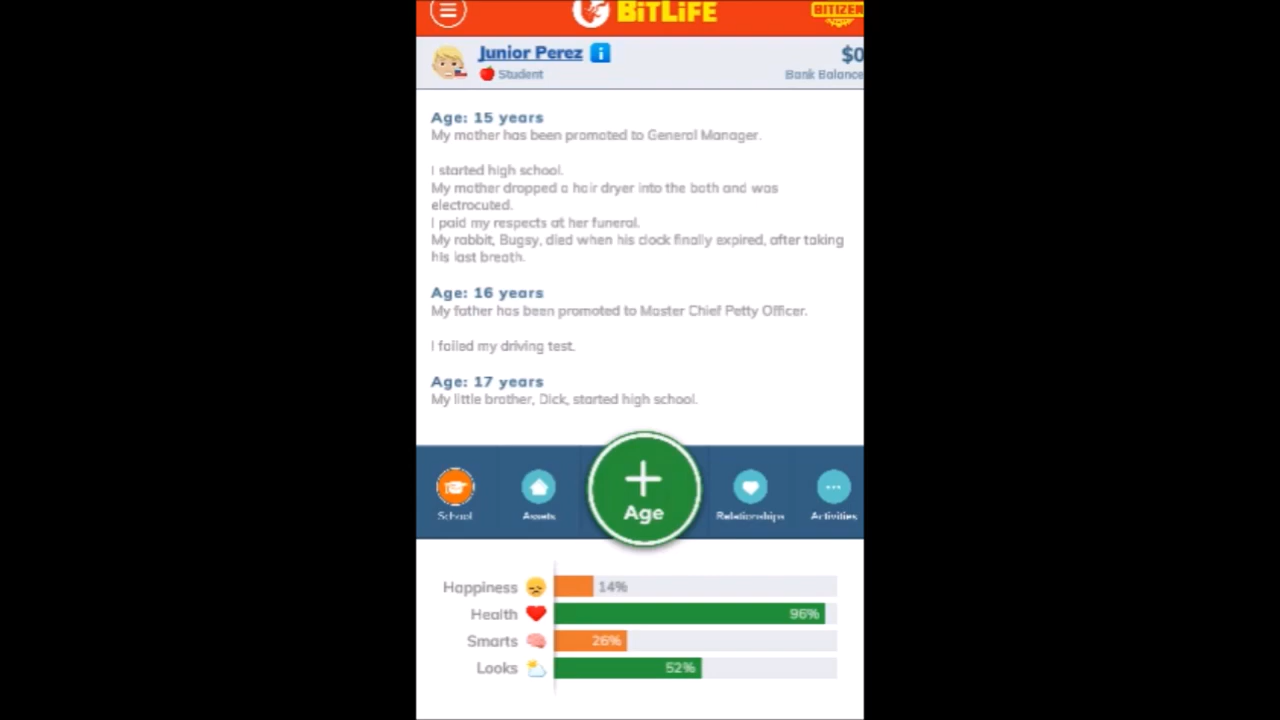 BitLife
BITIZEN
Junior Perez i
$0
Student
Bank Balance
Age: 15 years
My mother has been promoted to General Manager.
I started high school.
My mother dropped a hair dryer into the bath and was
electrocuted.
I paid my respects at her funeral.
My rabbit, Bugsy, died when his clock finally expired, after taking
his last breath.
Age: 16 years
My father has been promoted to Master Chief Petty Officer.
I failed my driving test.
Age: 17 years
My little brother, Dick, started high school.
School
Assets
+
Age
Relationships
Activities
Happiness 14%
Health 96%
Smarts 26%
Looks 52%